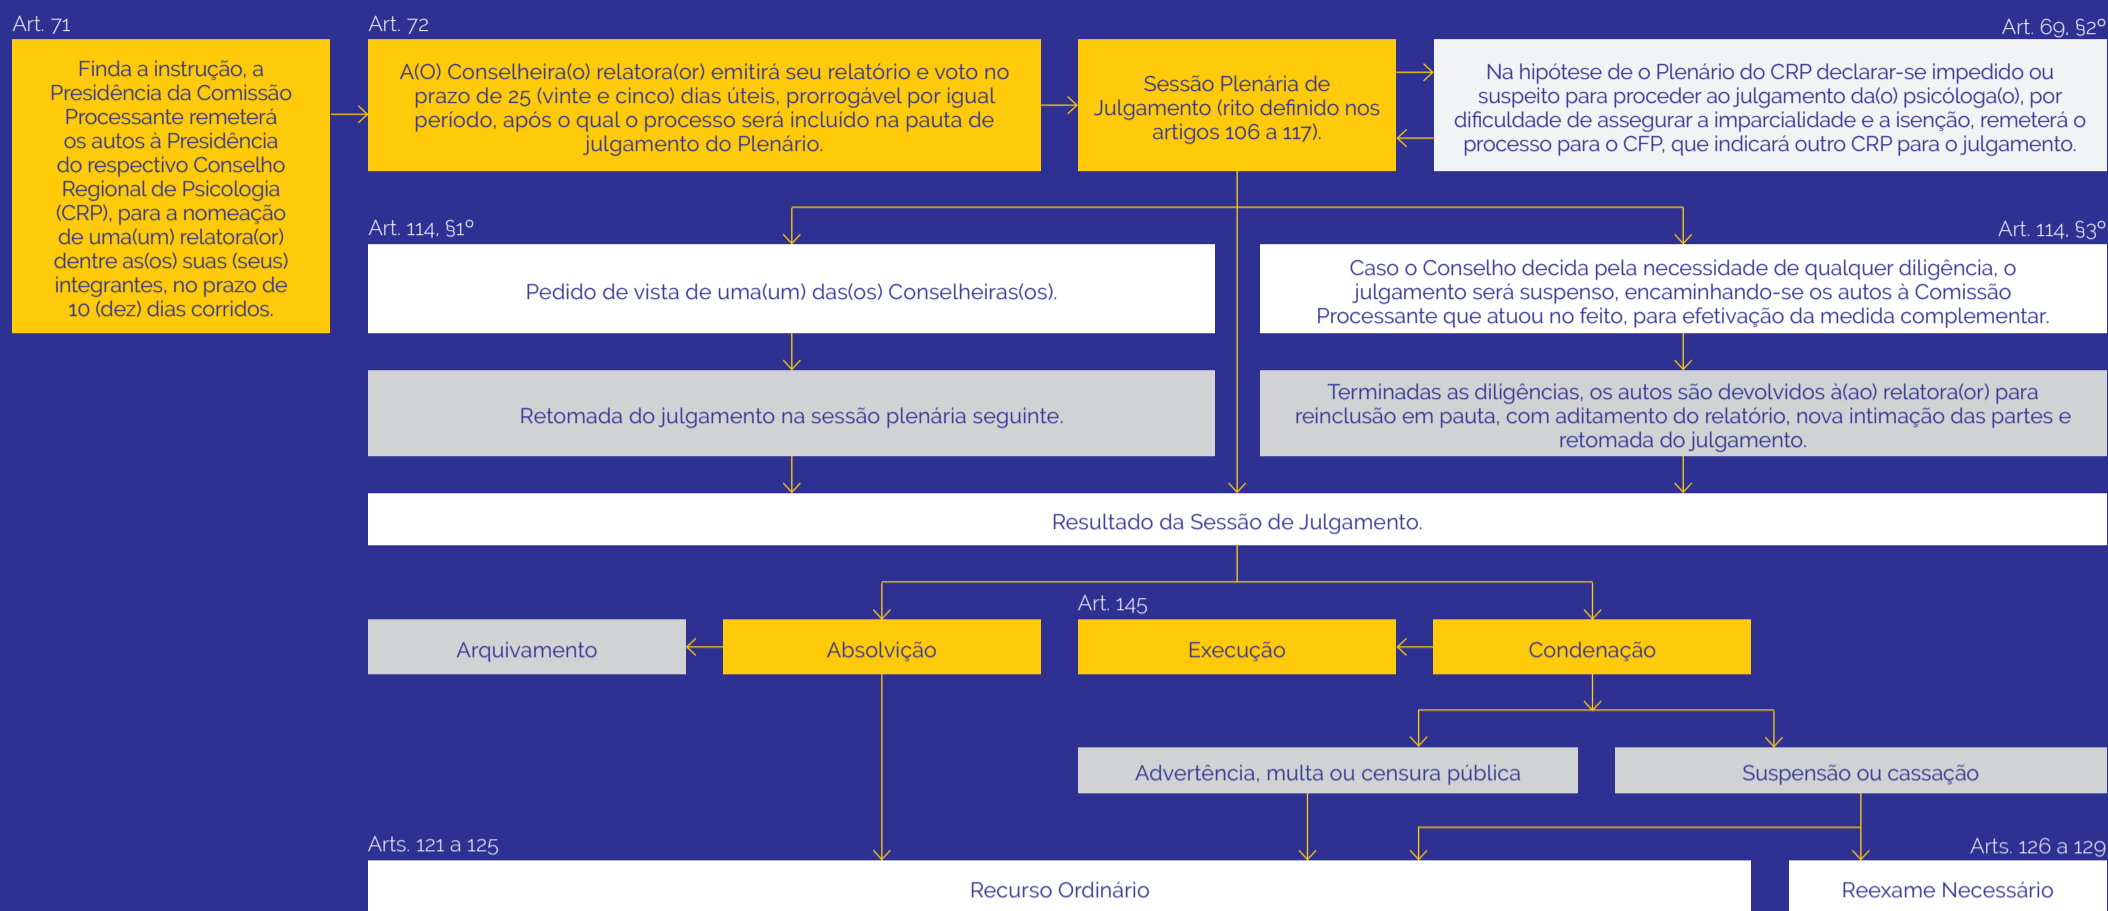 Art. 71
Finda a instrução, a
Presidência da Comissão
Processante remeterá
os autos à Presidência
do respectivo Conselho
Regional de Psicologia
(CRP), para a nomeação
de uma(um) relatora(or)
dentre as(os) suas (seus)
integrantes, no prazo de
10 (dez) dias corridos.
Art. 72
A(O) Conselheira(o) relatora(or) emitirá seu relatório e voto no
prazo de 25 (vinte e cinco) dias úteis, prorrogável por igual
período, após o qual o processo será incluído na pauta de
julgamento do Plenário.
Sessão Plenária de
Julgamento (rito definido nos
artigos 106 a 117).
Art. 69, §2º
Na hipótese de o Plenário do CRP declarar-se impedido ou
suspeito para proceder ao julgamento da(o) psicóloga(o), por
dificuldade de assegurar a imparcialidade e a isenção, remeterá o
processo para o CFP, que indicará outro CRP para o julgamento.
Art. 114, §1º
Pedido de vista de uma(um) das(os) Conselheiras(os).
Art. 114, §3º
Caso o Conselho decida pela necessidade de qualquer diligência, o
julgamento será suspenso, encaminhando-se os autos à Comissão
Processante que atuou no feito, para efetivação da medida complementar.
Retomada do julgamento na sessão plenária seguinte.
Terminadas as diligências, os autos são devolvidos à(ao) relatora(or) para
reinclusão em pauta, com aditamento do relatório, nova intimação das partes e
retomada do julgamento.
Resultado da Sessão de Julgamento.
Arquivamento
Absolvição
Art. 145
Execução
Condenação
Advertência, multa ou censura pública
Suspensão ou cassação
Arts. 121 a 125
Recurso Ordinário
Arts. 126 a 129
Reexame Necessário